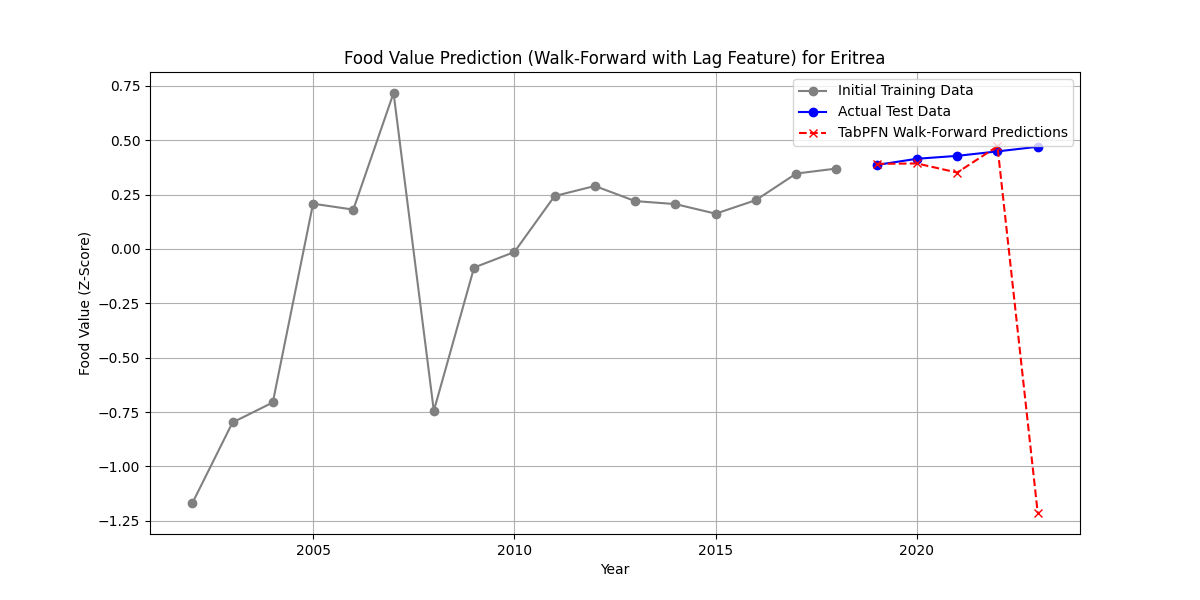 Food Value Prediction (Walk-Forward with Lag Feature) for Eritrea
Initial Training Data
Actual Test Data
TabPFN Walk-Forward Predictions
Food Value (Z-Score)
0.75
0.50
0.25
0.00
−0.25
−0.50
−0.75
−1.00
−1.25
2005
2010
2015
2020
Year